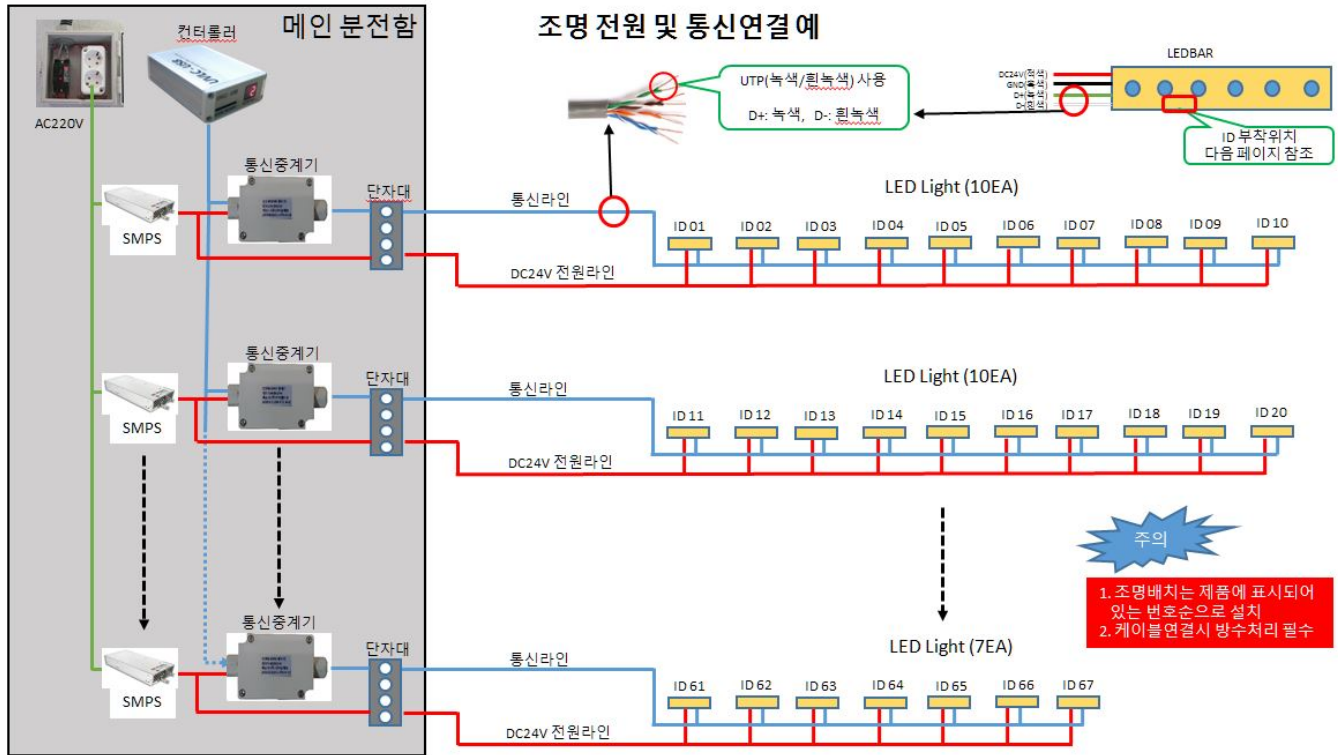 메인 분전함
조명 전원 및 통신연결 예
컨터롤러
AC220V
UTP(녹색/흰녹색) 사용
D+: 녹색, D-: 흰녹색
LEDBAR
DC24V(적색)
GND(흑색)
D+(녹색)
D-(흰색)
ID 부착위치
다음 페이지 참조
통신중계기
단자대
SMPS
통신라인
DC24V 전원라인
LED Light (10EA)
ID 01 ID 02 ID 03 ID 04 ID 05 ID 06 ID 07 ID 08 ID 09 ID 10
통신중계기
단자대
SMPS
통신라인
DC24V 전원라인
LED Light (10EA)
ID 11 ID 12 ID 13 ID 14 ID 15 ID 16 ID 17 ID 18 ID 19 ID 20
주의
1. 조명배치는 제품에 표시되어
있는 번호순으로 설치
2. 케이블연결시 방수처리 필수
통신중계기
단자대
SMPS
통신라인
DC24V 전원라인
LED Light (7EA)
ID 61 ID 62 ID 63 ID 64 ID 65 ID 66 ID 67